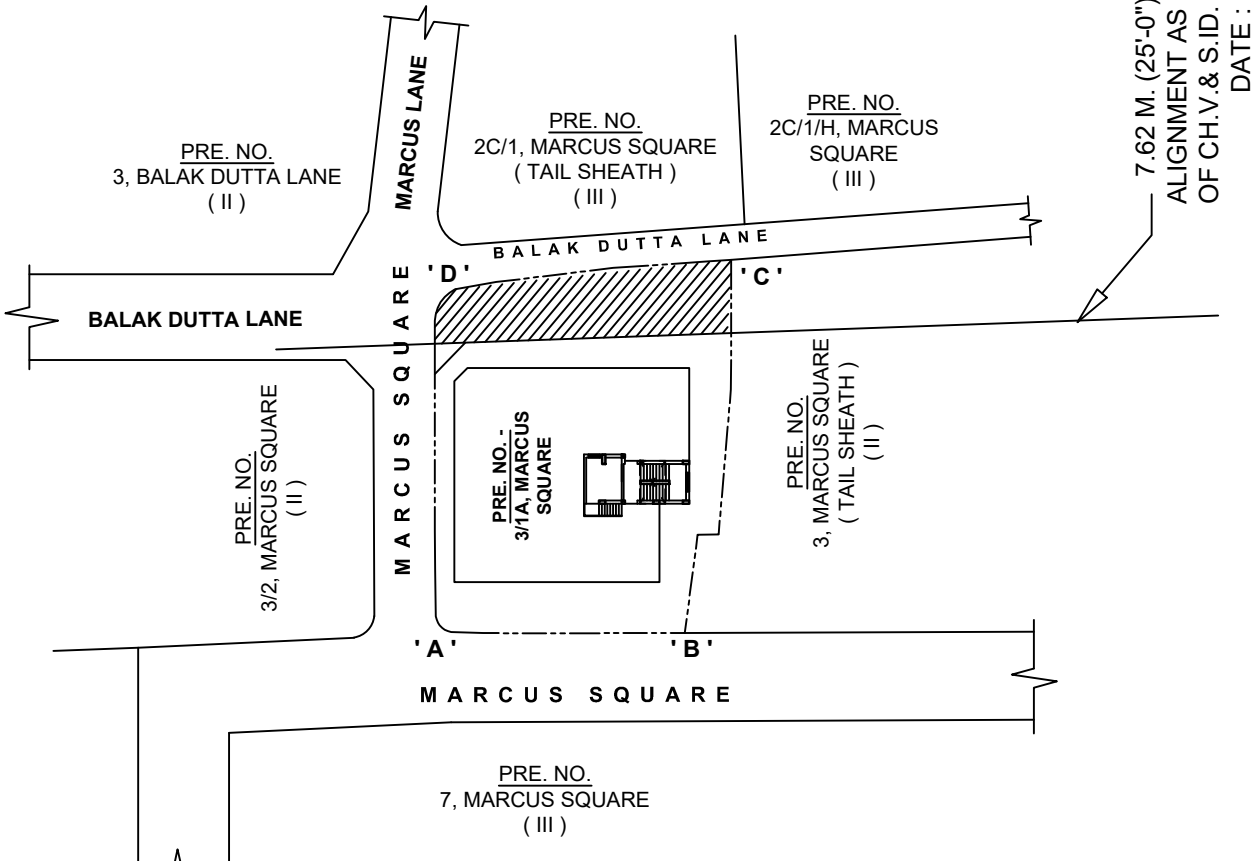 MARCUS LANE
PRE. NO.
3, BALAK DUTTA LANE
( II )
PRE. NO.
2C/1, MARCUS SQUARE
( TAIL SHEATH )
( III )
PRE. NO.
2C/1/H, MARCUS
SQUARE
( III )
7.62 M. (25'-0")
ALIGNMENT AS
OF CH.V.& S.ID.
DATE :
BALAK DUTTA LANE
'D'
'C'
BALAK DUTTA LANE
MARCUS SQUARE
PRE. NO.
3/2, MARCUS SQUARE
( II )
PRE. NO. -
3/1A, MARCUS
SQUARE
PRE. NO.
3, MARCUS SQUARE
( TAIL SHEATH )
( II )
'A'
'B'
MARCUS SQUARE
PRE. NO.
7, MARCUS SQUARE
( III )